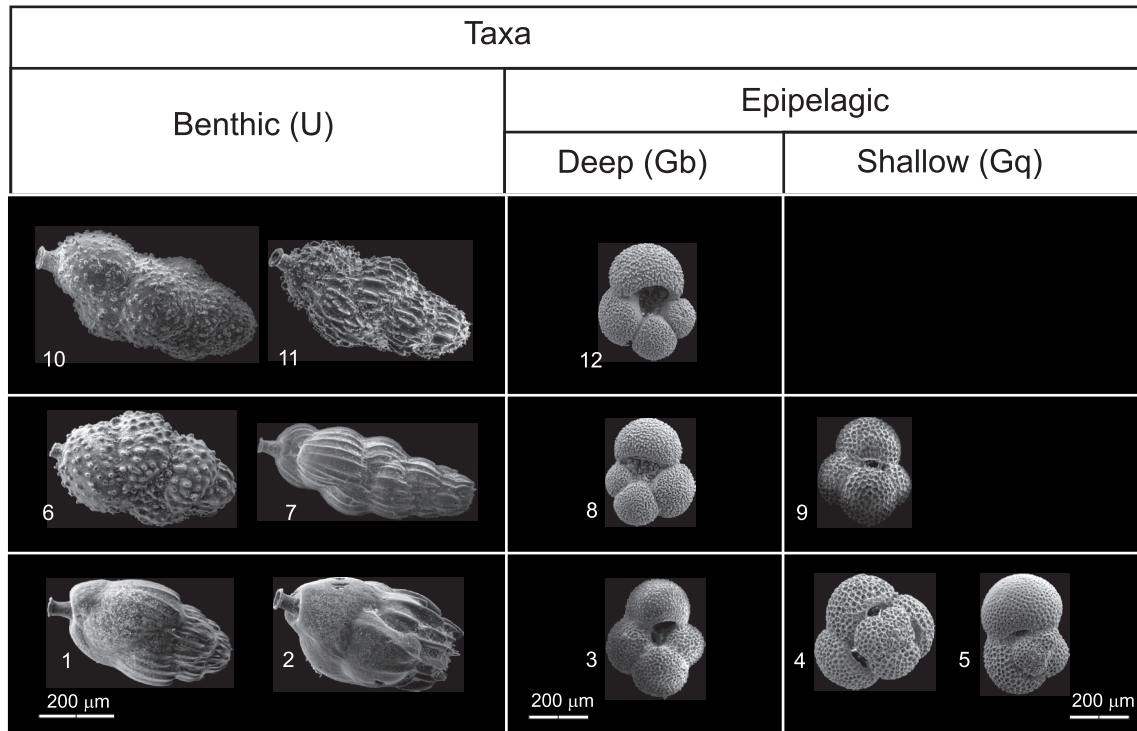 Taxa
Benthic (U)
Epipelagic
Deep (Gb)
Shallow (Gq)
10
11
12
6
7
8
9
1
2
3
4
5
200 μm
200 μm
200 μm